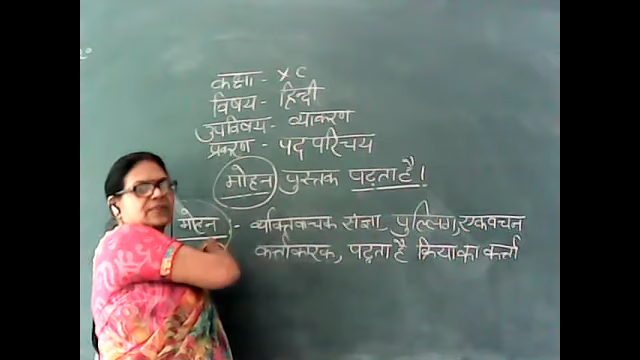 कक्षा - X C
विषय - हिन्दी
उपविषय - व्याकरण
प्रकरण - पद परिचय
मोहन पुस्तक पढ़ता है!
मोहन - व्यक्तिवाचक संज्ञा, पुल्लिग, एकवचन
कर्त्ताकारक, पढ़ता है क्रिया का कर्त्ता